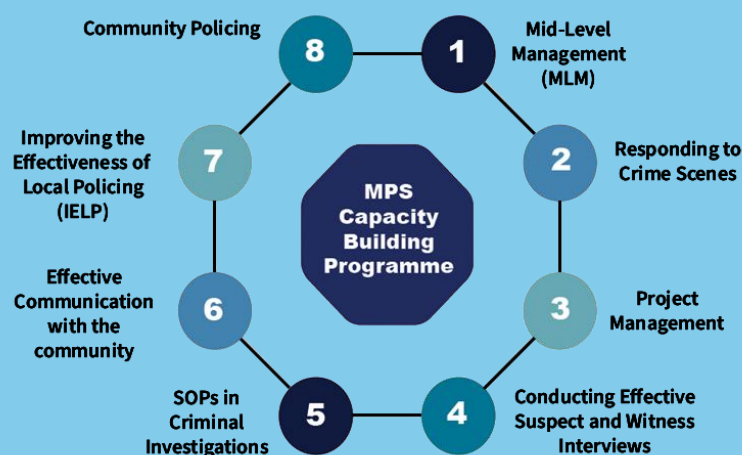 MPS
Capacity
Building
Programme
1
Mid-Level
Management
(MLM)
2
Responding to
Crime Scenes
3
Project
Management
4
Conducting Effective
Suspect and Witness
Interviews
5
SOPs in
Criminal
Investigations
6
Effective
Communication
with the
community
7
Improving the
Effectiveness of
Local Policing
(IELP)
8
Community Policing